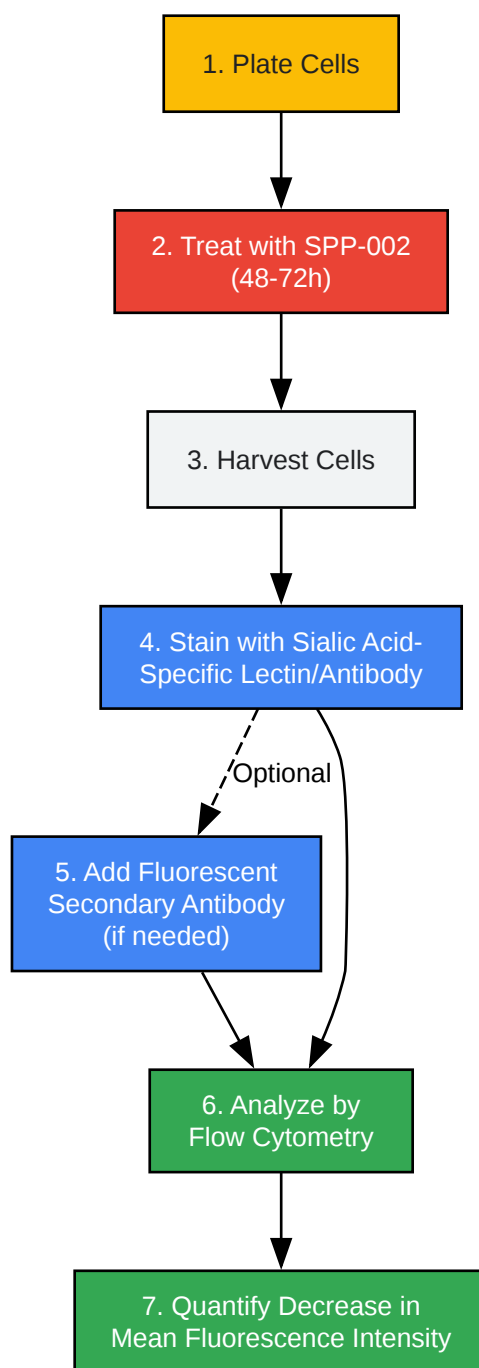 1. Plate Cells
2. Treat with SPP-002
(48-72h)
3. Harvest Cells
4. Stain with Sialic Acid-
Specific Lectin/Antibody
Optional
5. Add Fluorescent
Secondary Antibody
(if needed)
6. Analyze by
Flow Cytometry
7. Quantify Decrease in
Mean Fluorescence Intensity